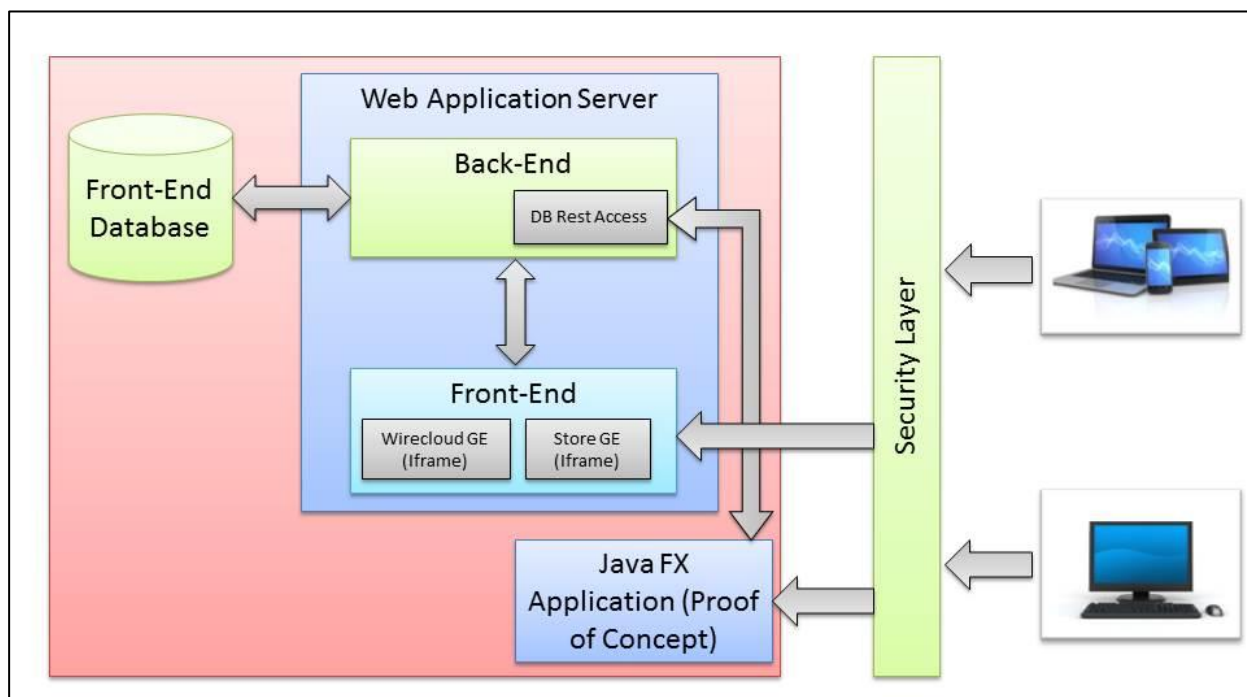 Web Application Server
Front-End
Database
Back-End
DB Rest Access
Front-End
Wirecloud GE
(Iframe)
Store GE
(Iframe)
Java FX
Application (Proof
of Concept)
Security Layer